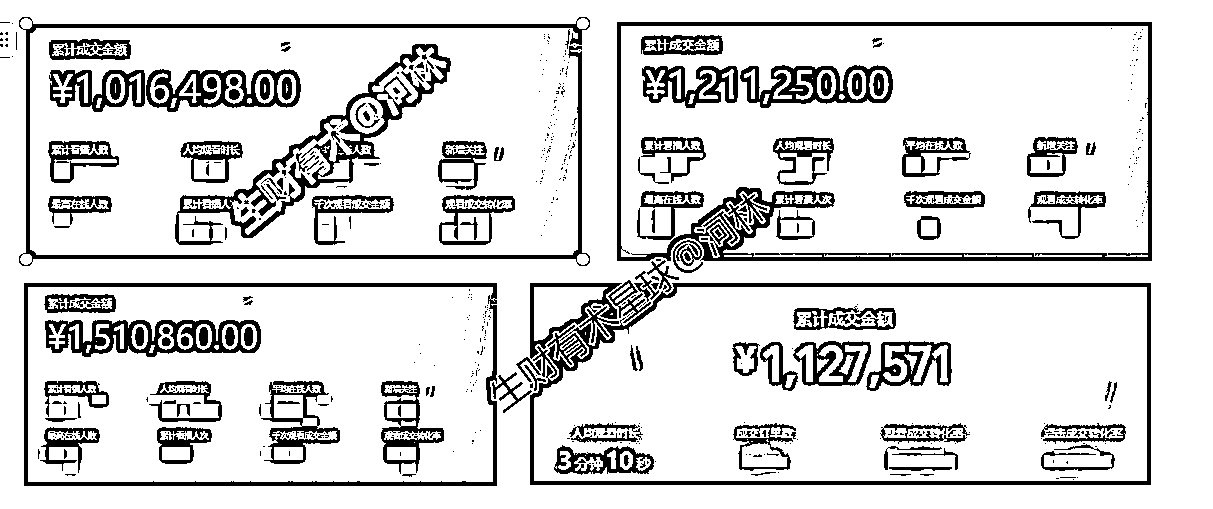 累计成交金额
¥1,016,498.00
累计看播人数 人均观看时长 人数 新增关注
最高在线人数 累计看播人 千次观看成交金额 观看成交转化率
生财有术@河林
累计成交金额
¥1,211,250.00
累计看播人数 人均观看时长 平均在线人数 新增关注
最高在线人数 累计看播人次 千次观看成交金额 观看成交转化率
生财有术星球@河林
累计成交金额
¥1,510,860.00
累计看播人数 人均观看时长 平均在线人数 新增关注
最高在线人数 累计看播人次 千次观看成交金额 观看成交转化率
累计成交金额
¥1,127,571
人均观看时长 成交订单数 观看成交转化率 点击成交转化率
3分钟10秒